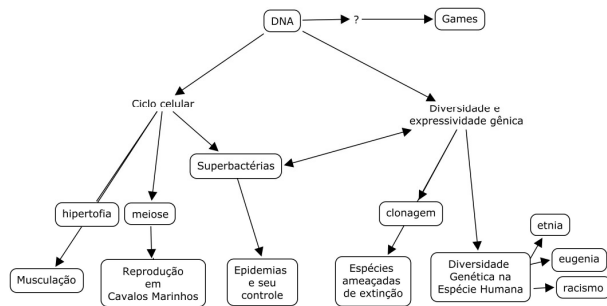 DNA
?
Games
Ciclo celular
Diversidade e
expressividade gênica
Superbactérias
hipertofia
meiose
clonagem
etnia
eugenia
racismo
Musculação
Reprodução
em
Cavalos Marinhos
Epidemias
e seu
controle
Espécies
ameaçadas
de extinção
Diversidade
Genética na
Espécie Humana